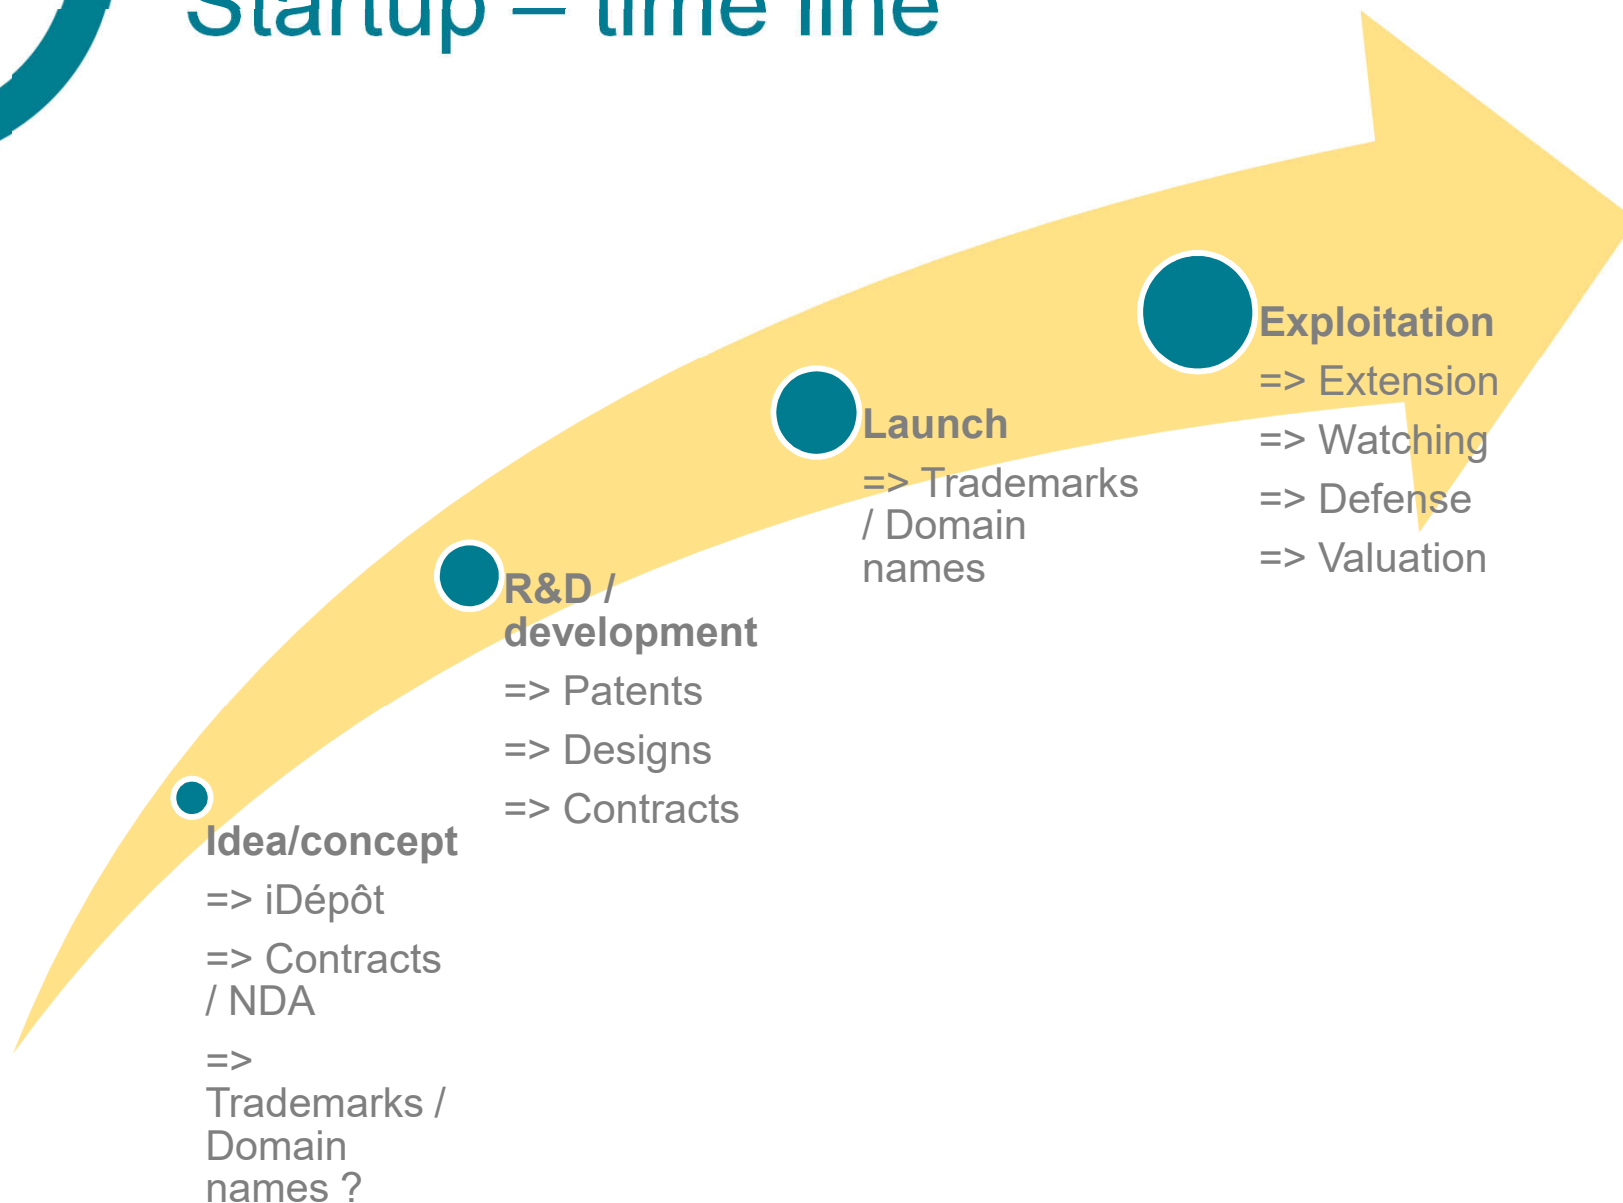 Startup – time line
Exploitation
=> Extension
=> Watching
=> Defense
=> Valuation
Launch
=> Trademarks
/ Domain
names
R&D /
development
=> Patents
=> Designs
=> Contracts
Idea/concept
=> iDépôt
=> Contracts
/ NDA
=>
Trademarks /
Domain
names ?